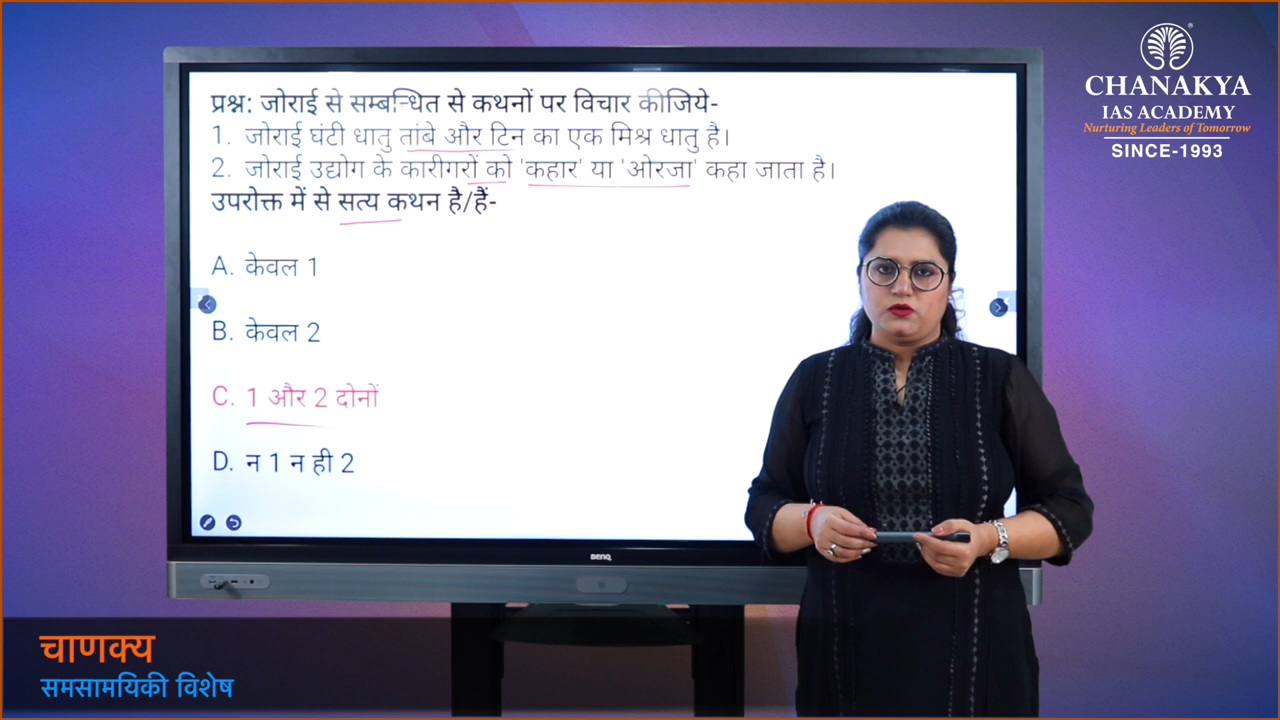 प्रश्न: जोराई से सम्बन्धित से कथनों पर विचार कीजिये-
1. जोराई घंटी धातु तांबे और टिन का एक मिश्र धातु है।
2. जोराई उद्योग के कारीगरों को 'कहार' या 'ओरजा' कहा जाता है।
उपरोक्त में से सत्य कथन है/हैं-
A. केवल 1
B. केवल 2
C. 1 और 2 दोनों
D. न 1 न ही 2
BenQ
CHANAKYA
IAS ACADEMY
Nurturing Leaders of Tomorrow
SINCE-1993
चाणक्य
समसामयिकी विशेष